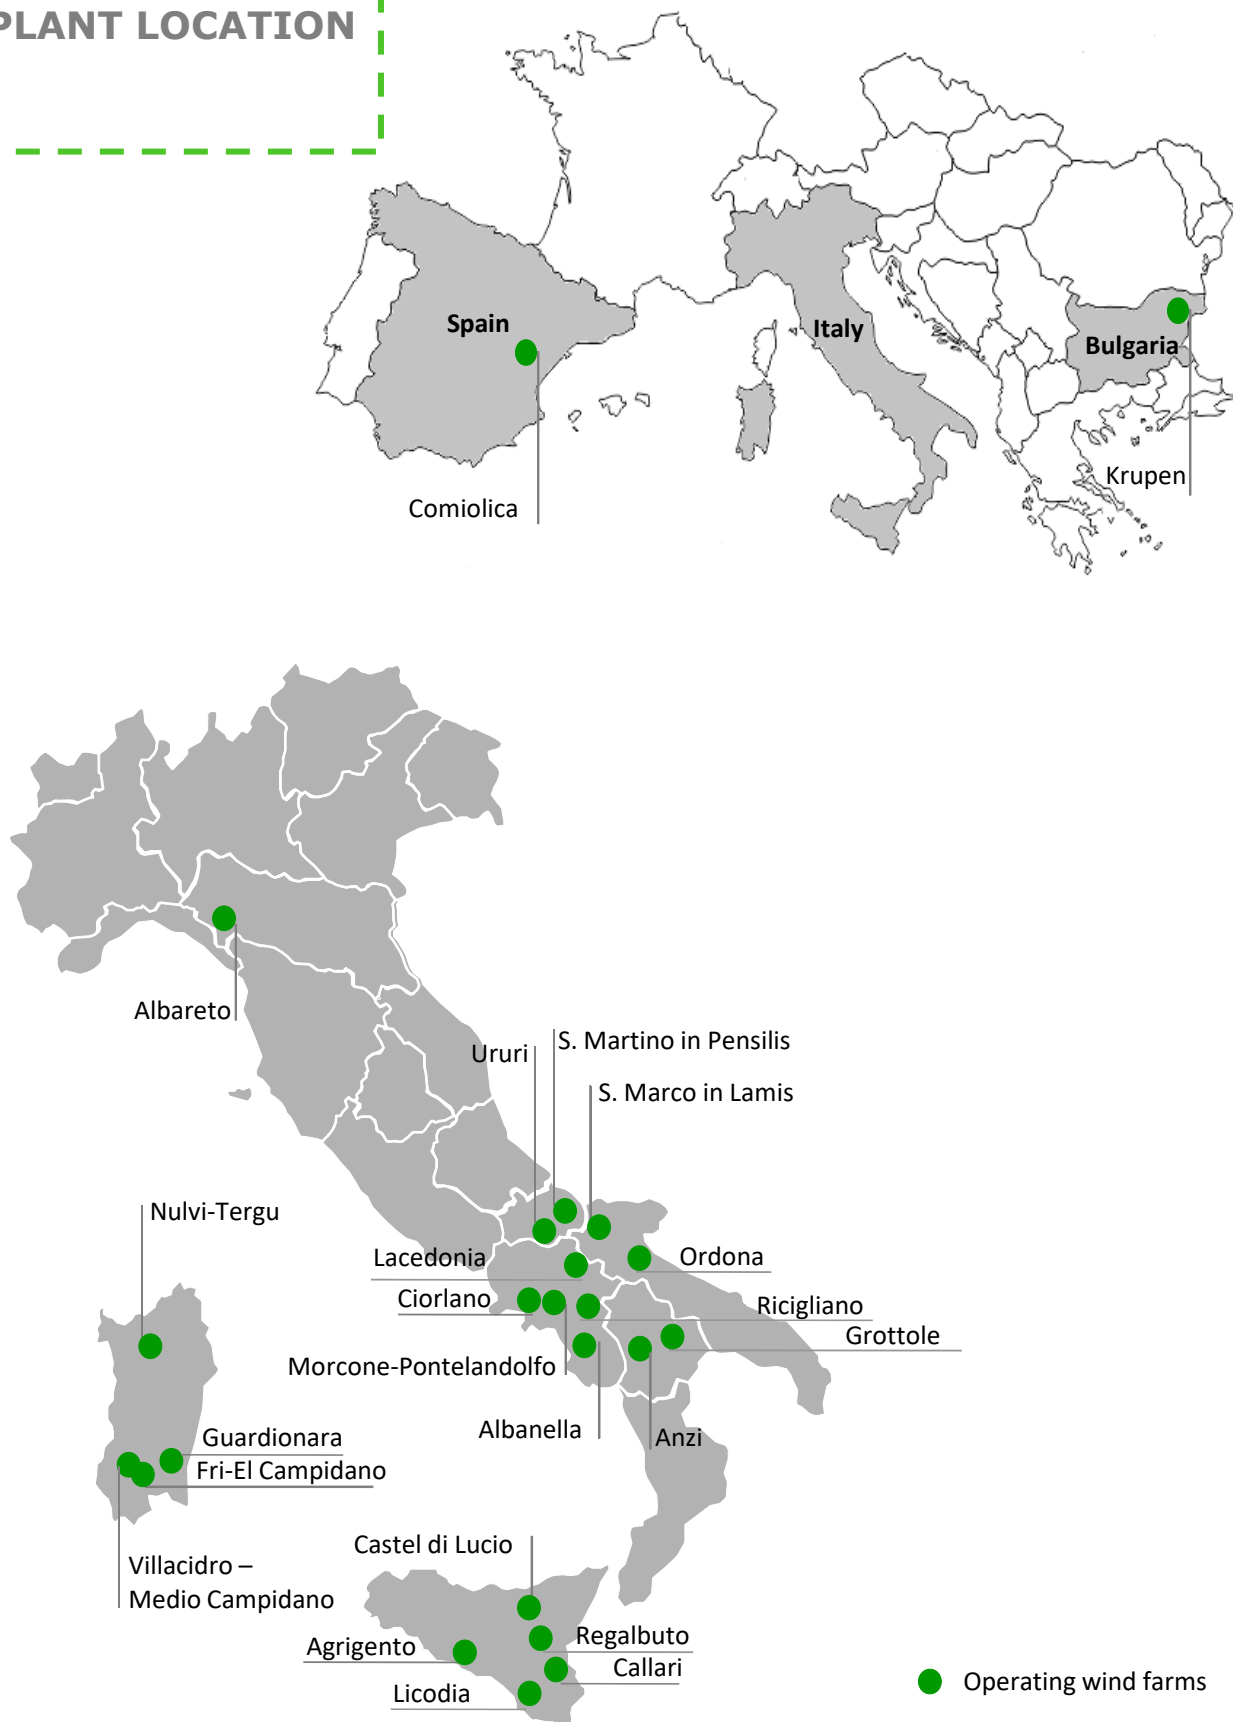 PLANT LOCATION
Spain
Italy
Bulgaria
Comiolica
Krupen
Albareto
Ururi
S. Martino in Pensilis
S. Marco in Lamis
Nulvi-Tergu
Lacedonia
Ordona
Ciorlano
Ricigliano
Grottole
Morcone-Pontelandolfo
Albanella
Anzi
Guardionara
Fri-El Campidano
Villacidro –
Medio Campidano
Castel di Lucio
Agrigento
Regalbuto
Callari
Licodia
Operating wind farms